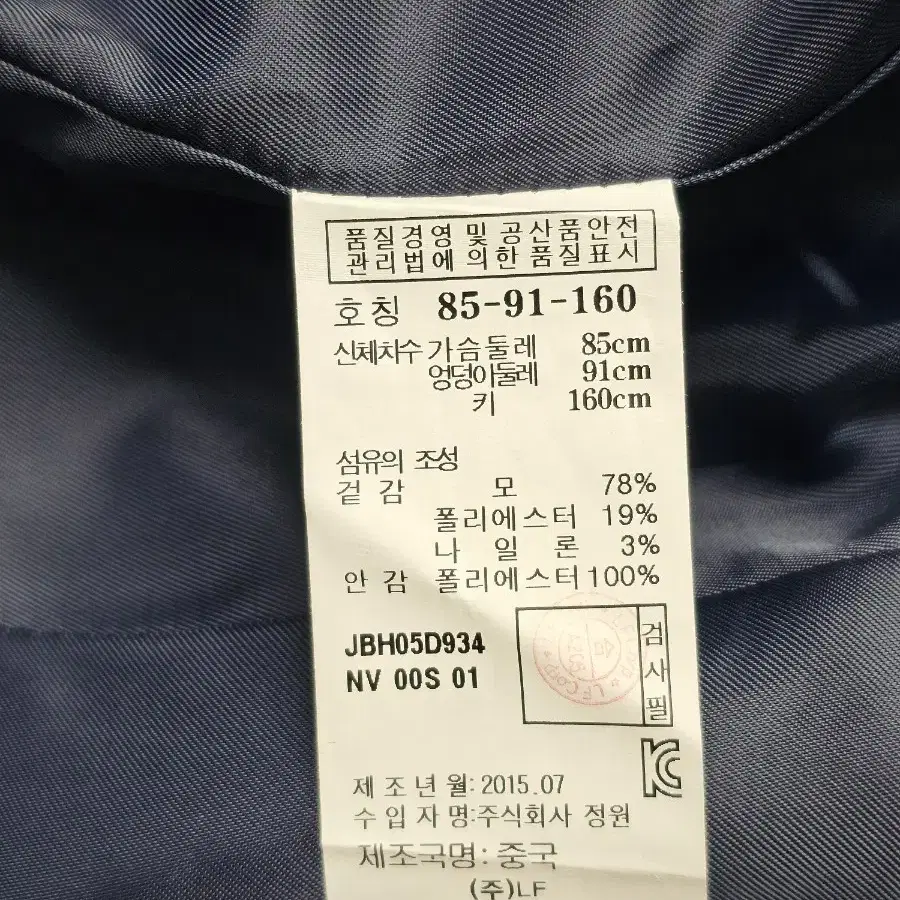 품질경영 및 공산품안전
관리법에 의한 품질표시
호칭 85-91-160
신체치수 가슴둘레 85cm
엉덩이둘레 91cm
키 160cm
섬유의 조성
겉감 모 78%
폴리에스터 19%
나일론 3%
안감 폴리에스터 100%
JBH05D934
NV 00S 01
검사필
제조년월: 2015.07
수입자명:주식회사 정원
제조국명: 중국
(주)LF